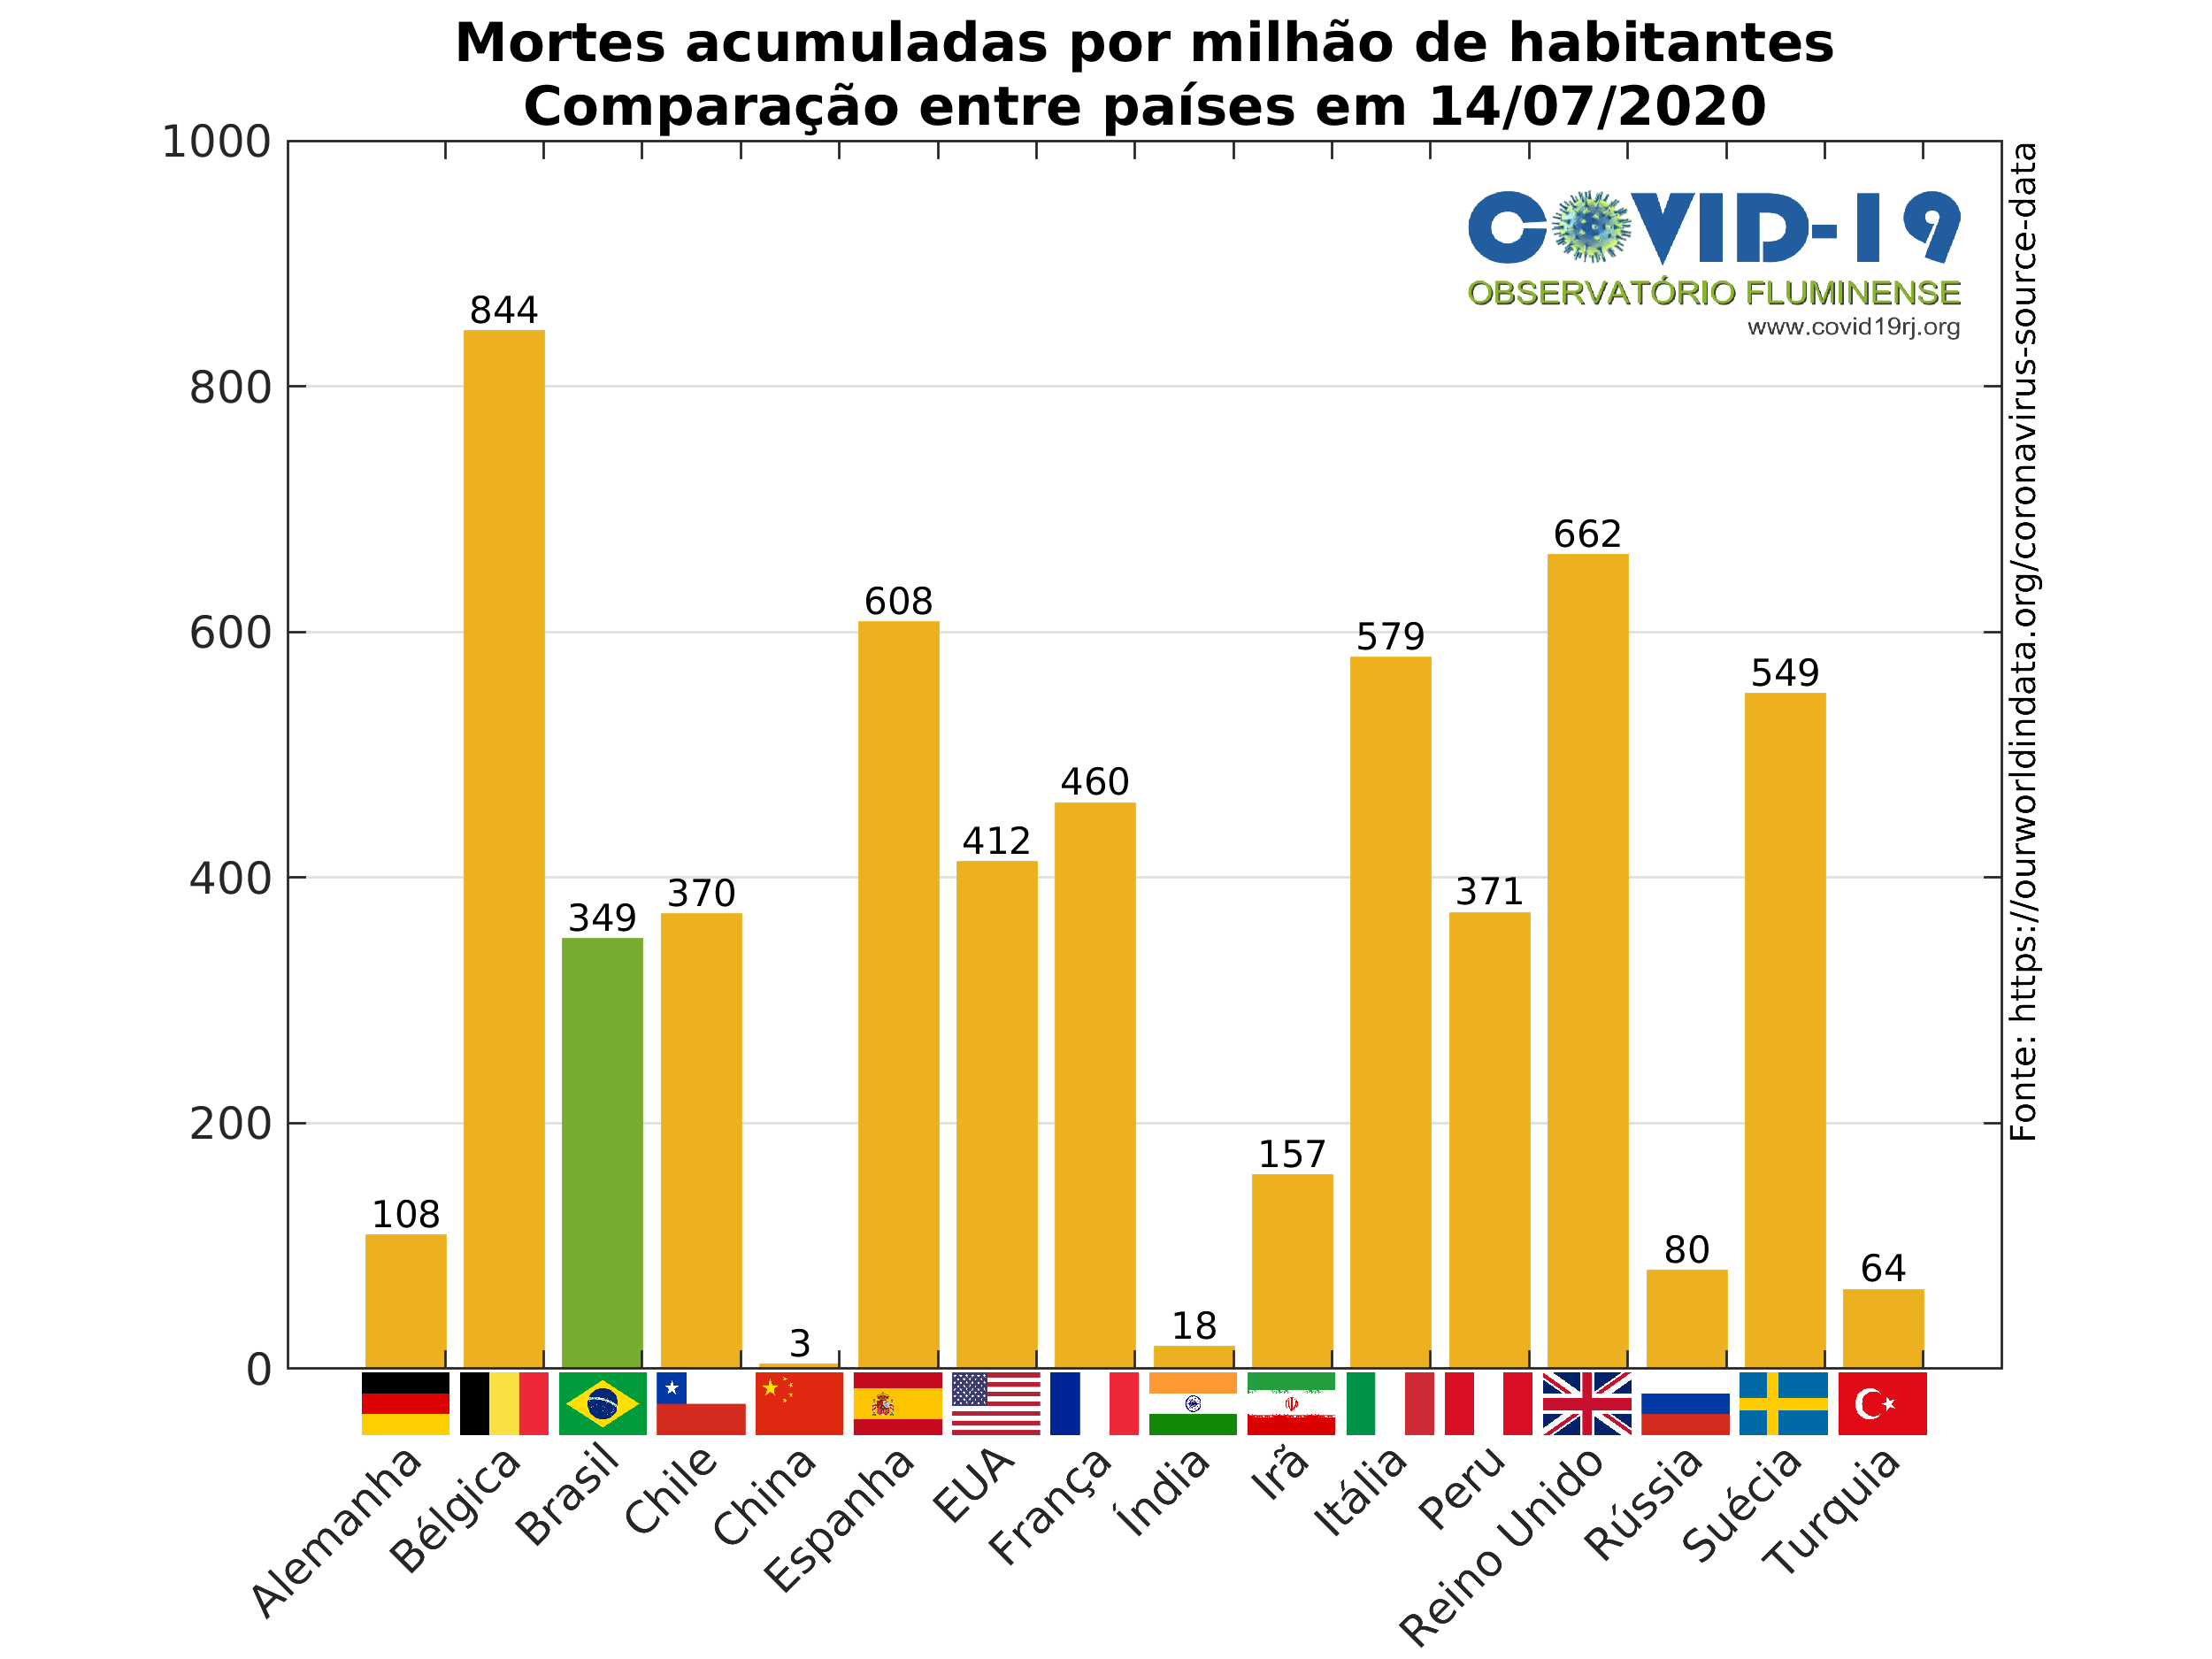 Mortes acumuladas por milhão de habitantes
Comparação entre países em 14/07/2020
1000
800
600
400
200
0
COVID-19
OBSERVATÓRIO FLUMINENSE
www.covid19rj.org
Fonte: https://ourworldindata.org/coronavirus-source-data
108
844
349
370
3
608
412
460
18
157
579
371
662
80
549
64
Alemanha
Bélgica
Brasil
Chile
China
Espanha
EUA
França
Índia
Irã
Itália
Peru
Reino Unido
Rússia
Suécia
Turquia